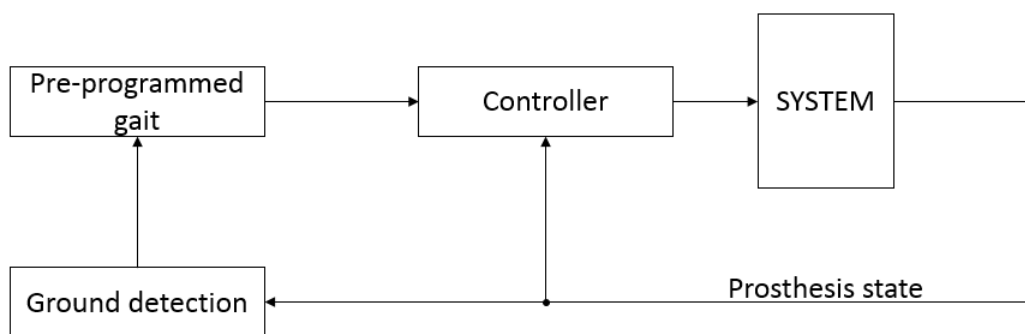 Pre-programmed
gait
Controller
SYSTEM
Ground detection
Prosthesis state